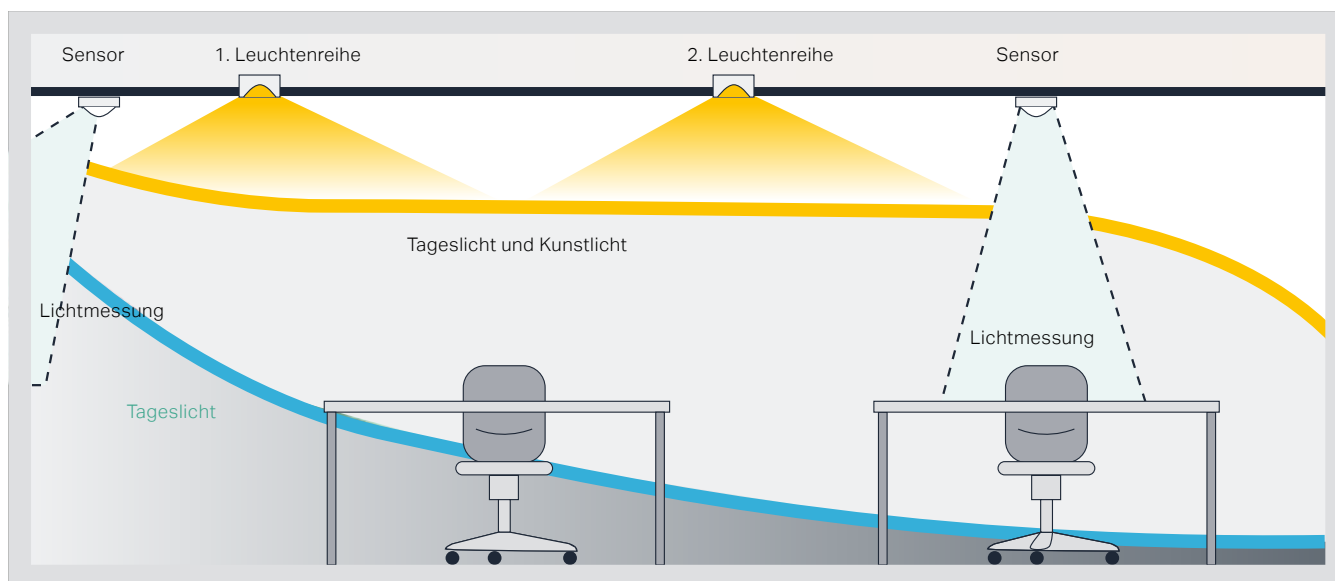 Sensor
1. Leuchtenreihe
2. Leuchtenreihe
Sensor
Tageslicht und Kunstlicht
Lichtmessung
Lichtmessung
Tageslicht